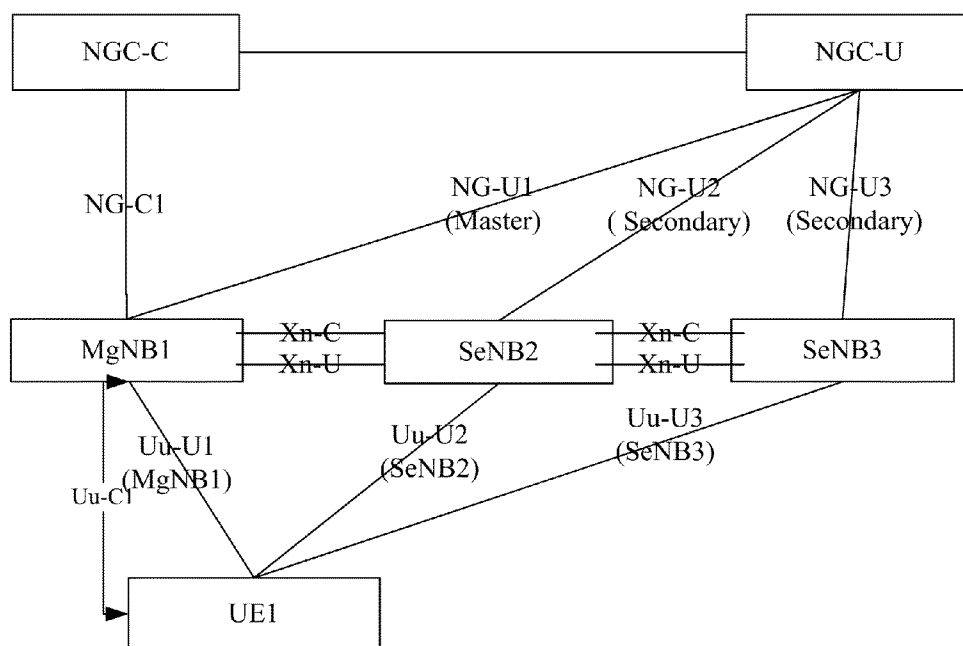 NGC-C
NGC-U
NG-C1
NG-U1
(Master)
NG-U2
( Secondary)
NG-U3
(Secondary)
MgNB1
Xn-C
Xn-U
SeNB2
Xn-C
Xn-U
SeNB3
Uu-U1
(MgNB1)
Uu-C1
Uu-U2
(SeNB2)
Uu-U3
(SeNB3)
UE1